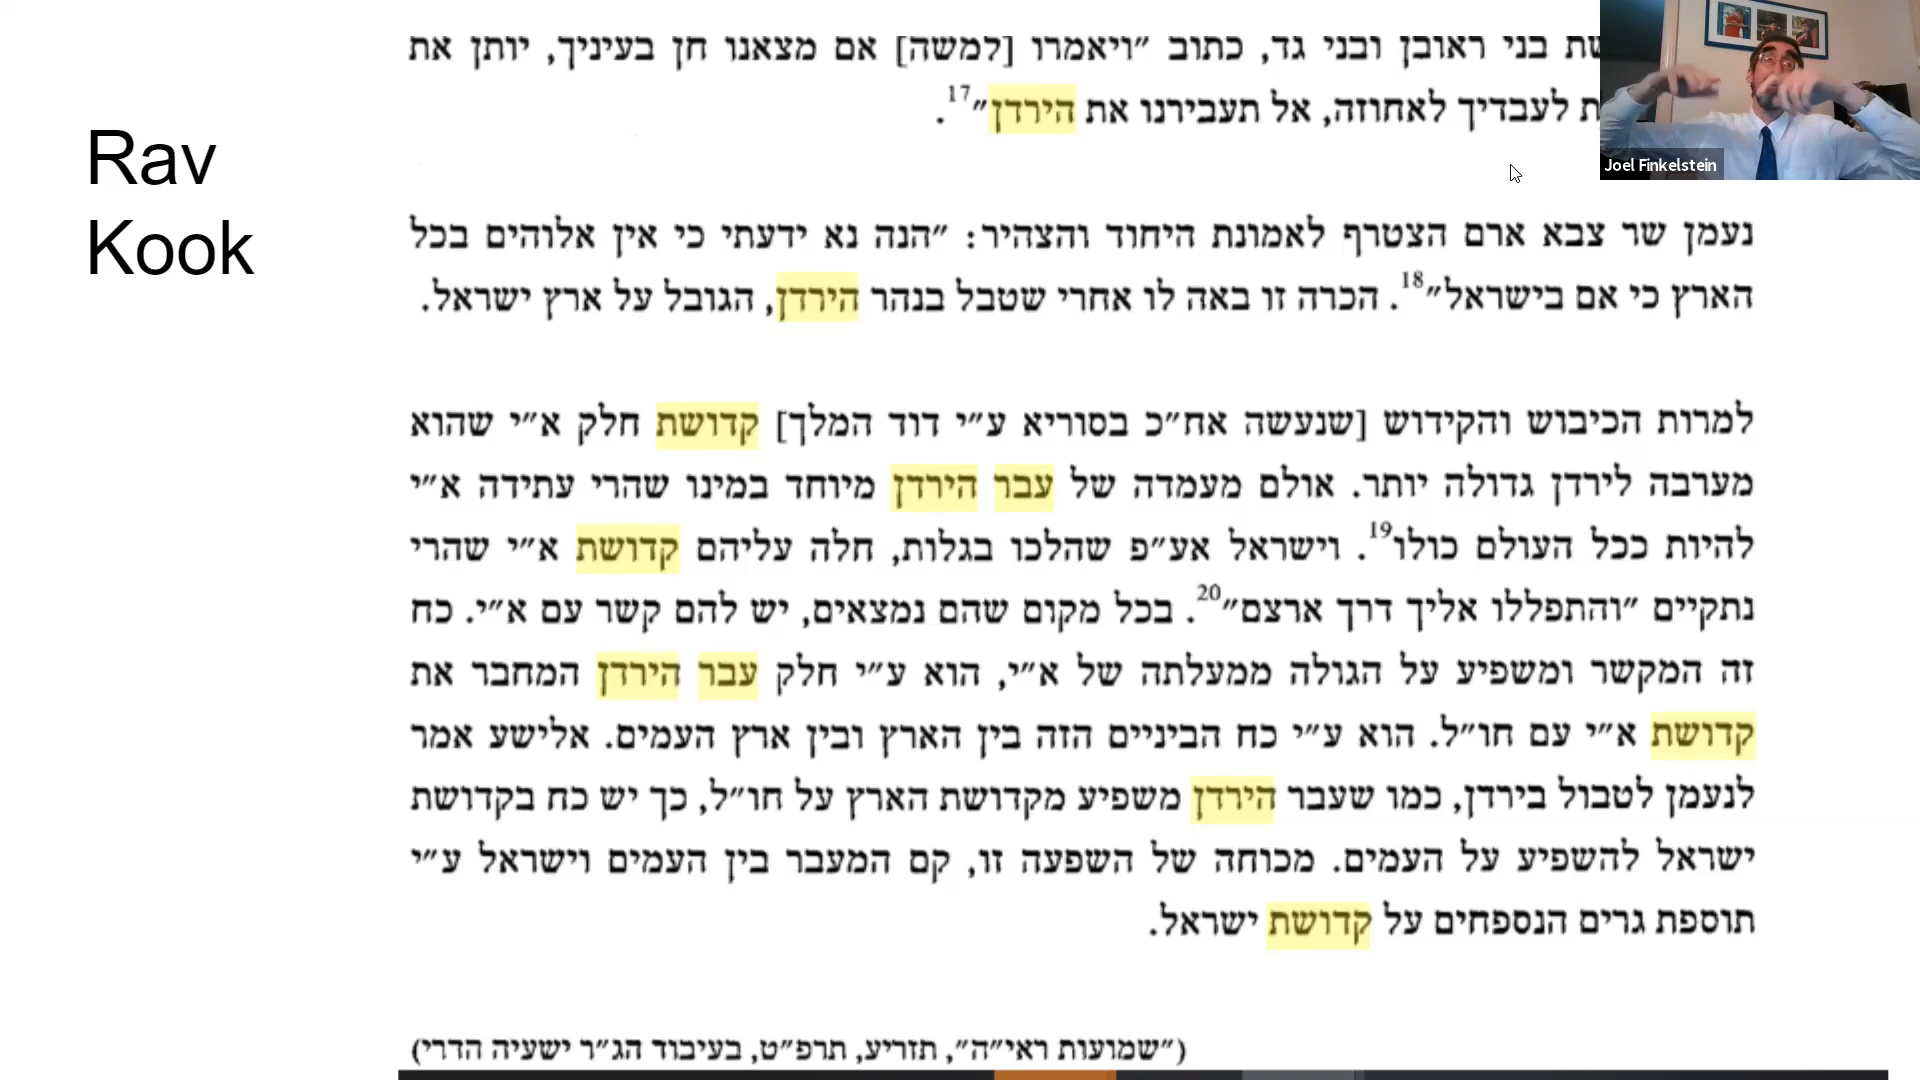 Rav
Kook
שת בני ראובן ובני גד, כתוב ״ויאמרו [למשה] אם מצאנו חן בעיניך, יותן את
ת לעבדיך לאחוזה, אל תעבירנו את הירדן״17.
Joel Finkelstein
נעמן שר צבא ארם הצטרף לאמונת היחוד והצהיר: ״הנה נא ידעתי כי אין אלוהים בכל
הארץ כי אם בישראל״18. הכרה זו באה לו אחרי שטבל בנהר הירדן, הגובל על ארץ ישראל.
למרות הכיבוש והקידוש [שנעשה אח״כ בסוריא ע״י דוד המלך] קדושת חלק א״י שהוא
מערבה לירדן גדולה יותר. אולם מעמדה של עבר הירדן מיוחד במינו שהרי עתידה א״י
להיות ככל העולם כולו19. וישראל אע״פ שהלכו בגלות, חלה עליהם קדושת א״י שהרי
נתקיים ״והתפללו אליך דרך ארצם״20. בכל מקום שהם נמצאים, יש להם קשר עם א״י. כח
זה המקשר ומשפיע על הגולה ממעלתה של א״י, הוא ע״י חלק עבר הירדן המחבר את
קדושת א״י עם חו״ל. הוא ע״י כח הביניים הזה בין הארץ ובין ארץ העמים. אלישע אמר
לנעמן לטבול בירדן, כמו שעבר הירדן משפיע מקדושת הארץ על חו״ל, כך יש כח בקדושת
ישראל להשפיע על העמים. מכוחה של השפעה זו, קם המעבר בין העמים וישראל ע״י
תוספת גרים הנספחים על קדושת ישראל.
(״שמועות ראי״ה״, תזריע, תרפ״ט, בעיבוד הג״ר ישעיה הדרי)